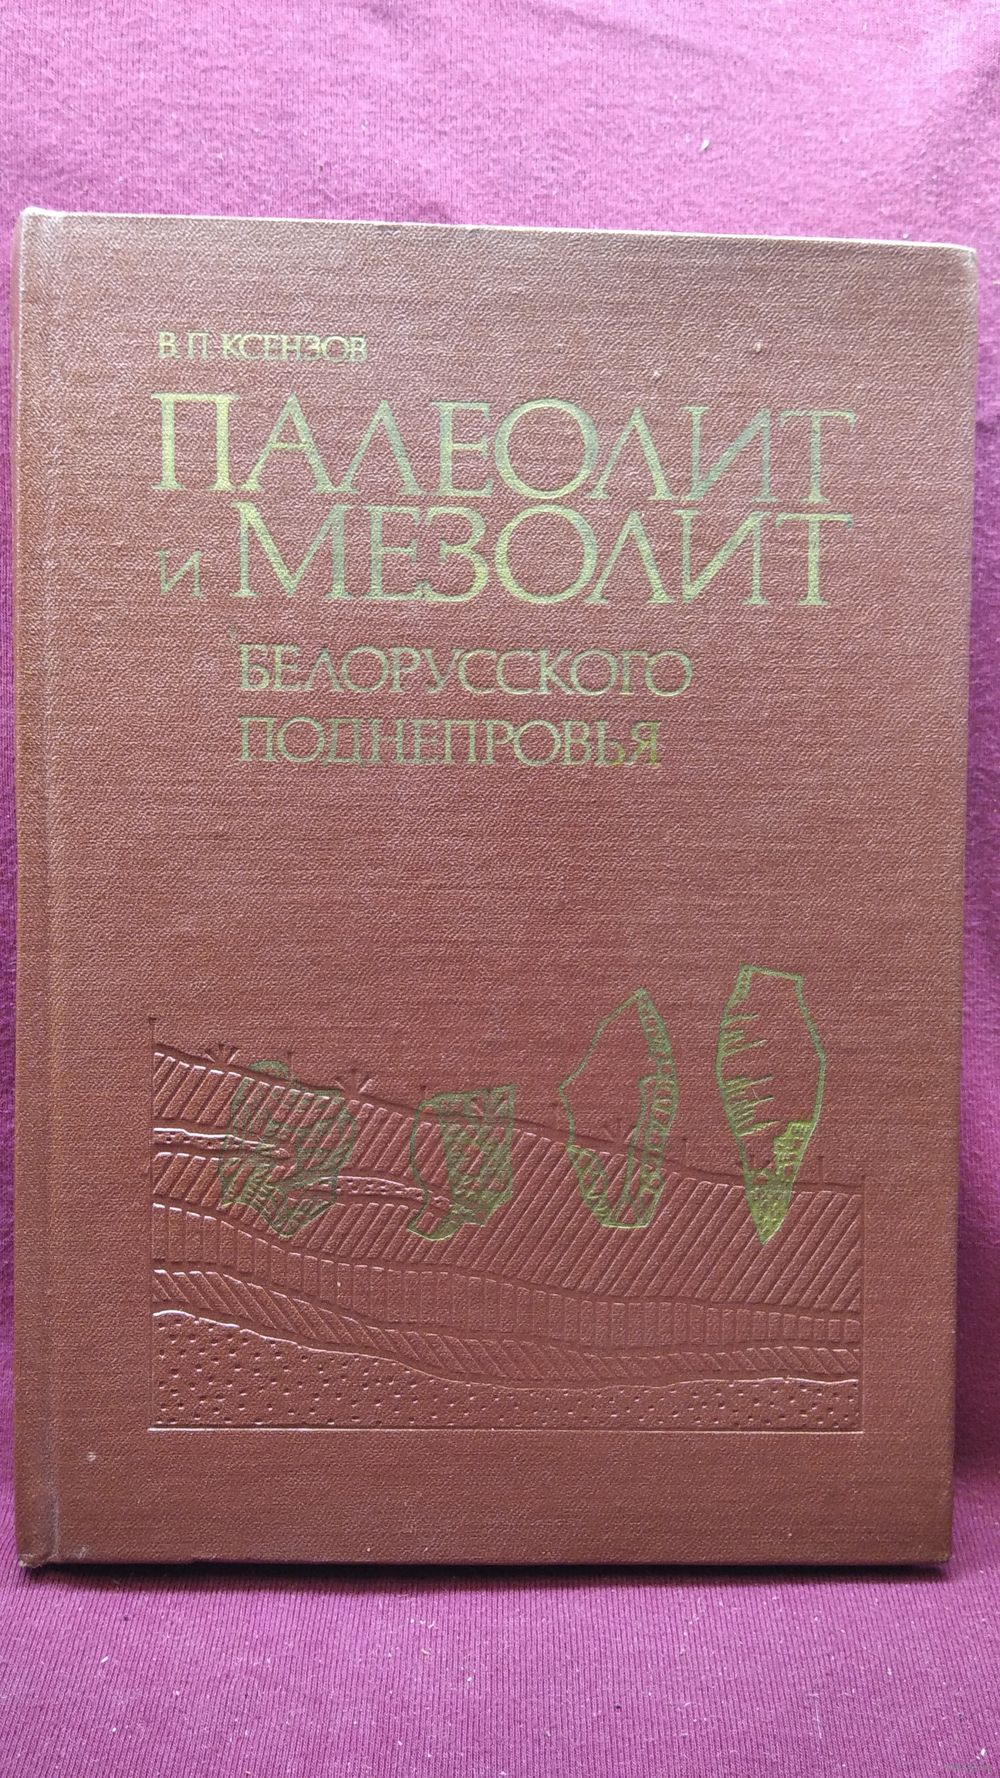 В. П. КСЕНЗОВ
ПАЛЕОЛИТ
И МЕЗОЛИТ
БЕЛОРУССКОГО
ПОДНЕПРОВЬЯ